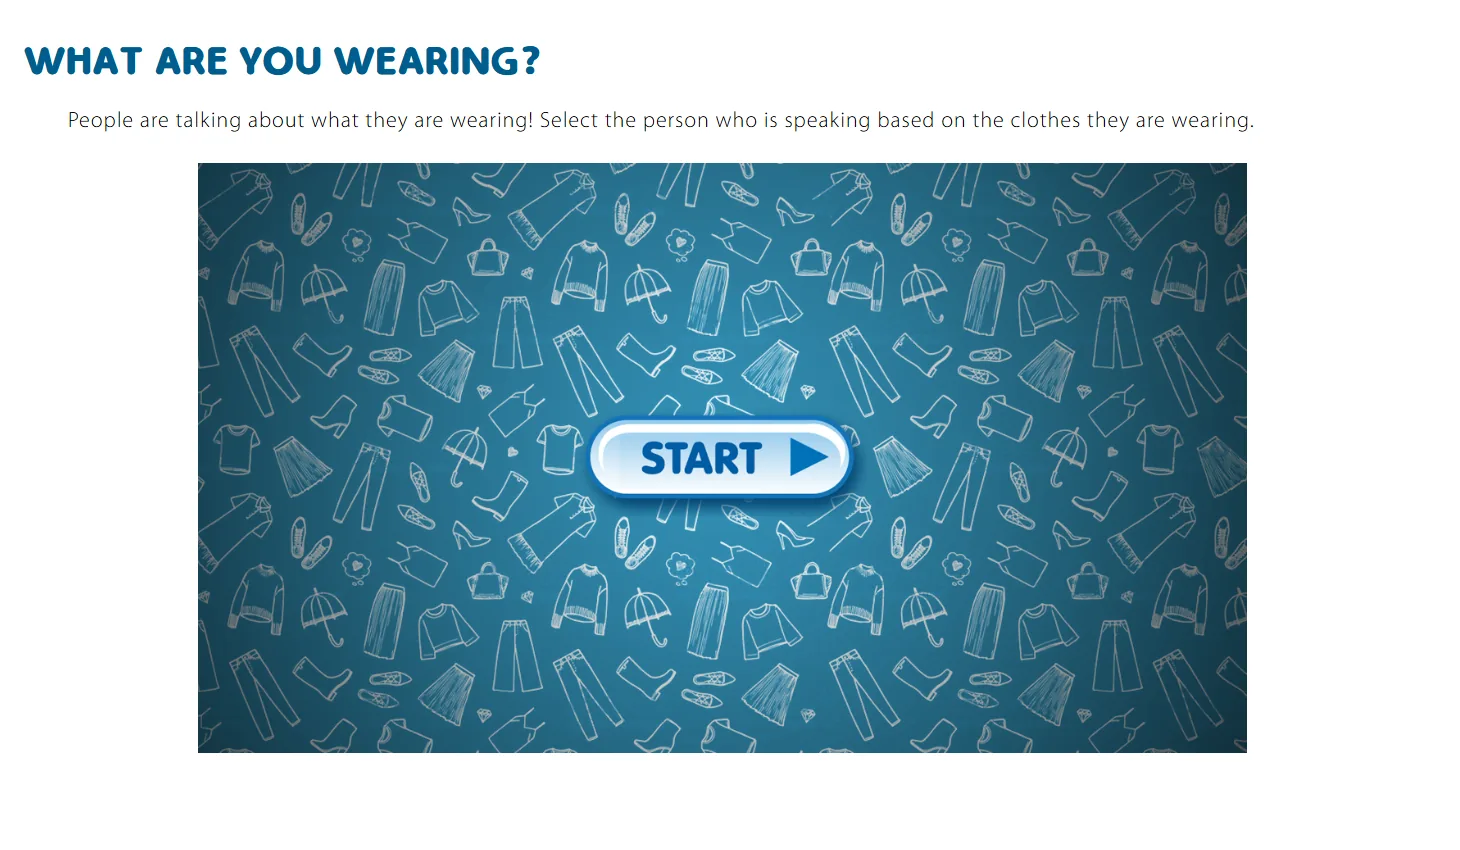 WHAT ARE YOU WEARING?
People are talking about what they are wearing! Select the person who is speaking based on the clothes they are wearing.
START